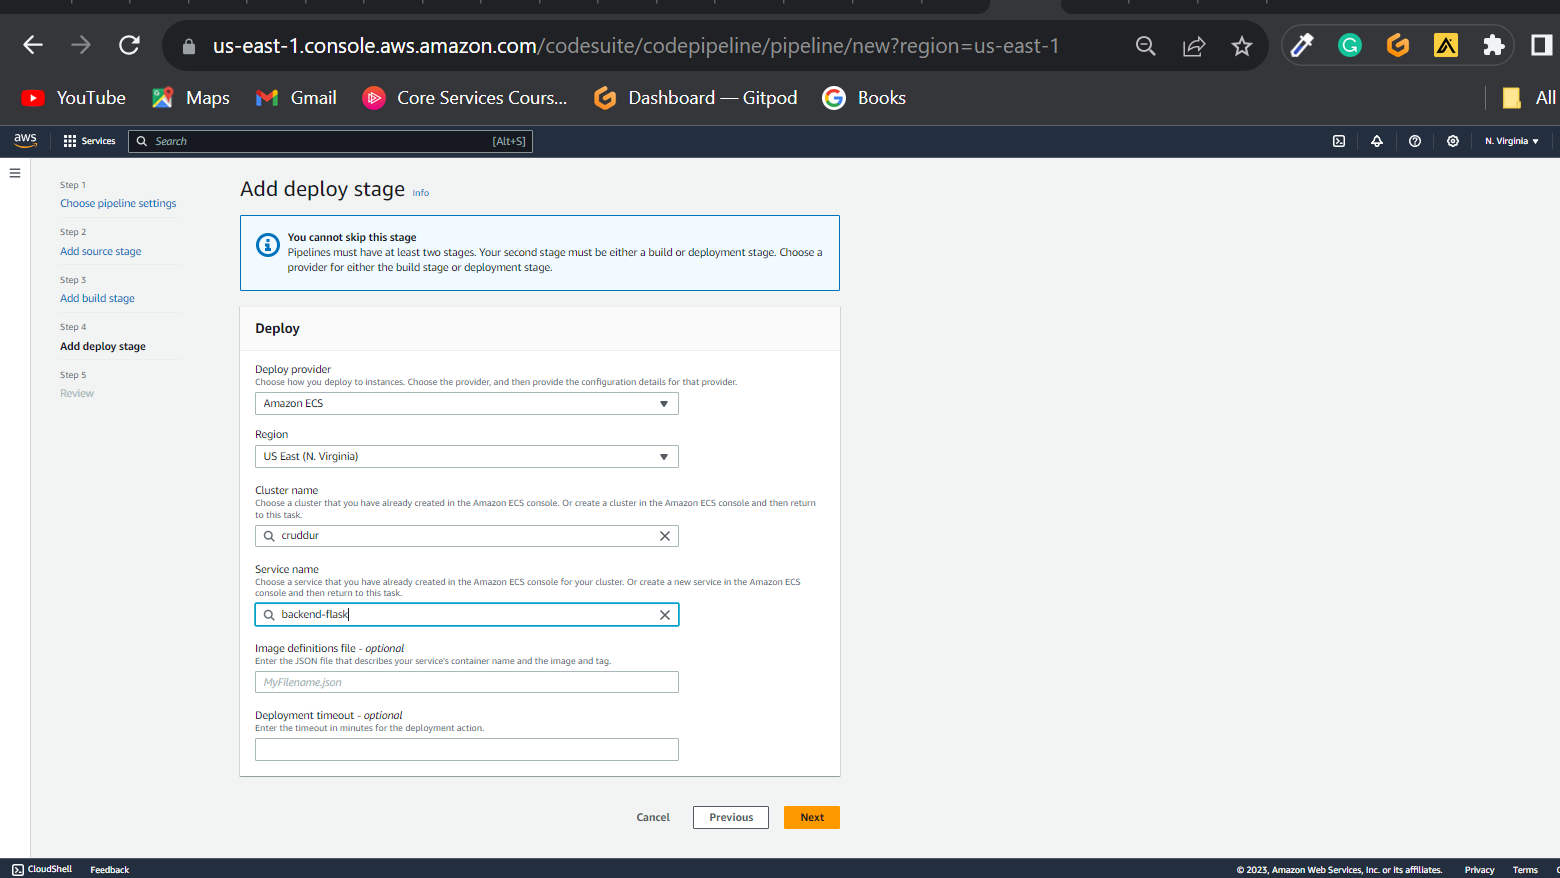 us-east-1.console.aws.amazon.com/codesuite/codepipeline/pipeline/new?region=us-east-1
YouTube
Maps
Gmail
Core Services Cours...
Dashboard — Gitpod
Books
All
aws
Services
Search
[Alt+S]
N. Virginia
Step 1
Choose pipeline settings
Step 2
Add source stage
Step 3
Add build stage
Step 4
Add deploy stage
Step 5
Review
Add deploy stage Info
You cannot skip this stage
Pipelines must have at least two stages. Your second stage must be either a build or deployment stage. Choose a
provider for either the build stage or deployment stage.
Deploy
Deploy provider
Choose how you deploy to instances. Choose the provider, and then provide the configuration details for that provider.
Amazon ECS
Region
US East (N. Virginia)
Cluster name
Choose a cluster that you have already created in the Amazon ECS console. Or create a cluster in the Amazon ECS console and then return
to this task.
cruddur
Service name
Choose a service that you have already created in the Amazon ECS console for your cluster. Or create a new service in the Amazon ECS
console and then return to this task.
backend-flask
Image definitions file - optional
Enter the JSON file that describes your service's container name and the image and tag.
MyFilename.json
Deployment timeout - optional
Enter the timeout in minutes for the deployment action.
Cancel
Previous
Next
CloudShell
Feedback
© 2023, Amazon Web Services, Inc. or its affiliates.
Privacy
Terms